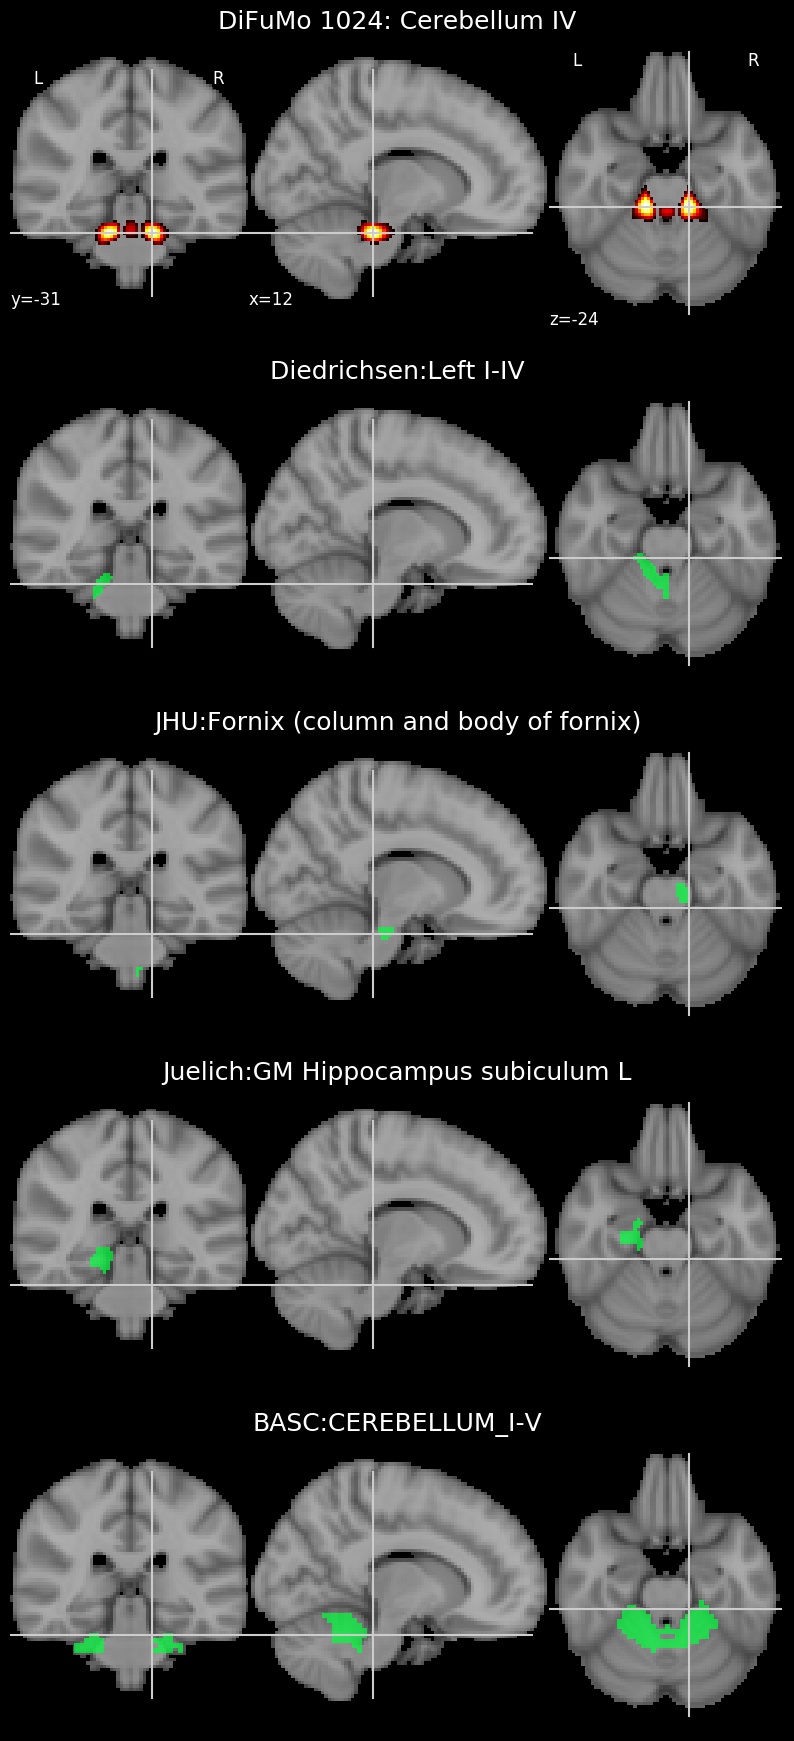 DiFuMo 1024: Cerebellum IV
L
R
L
R
y=-31
x=12
z=-24
Diedrichsen:Left I-IV
JHU:Fornix (column and body of fornix)
Juelich:GM Hippocampus subiculum L
BASC:CEREBELLUM_I-V